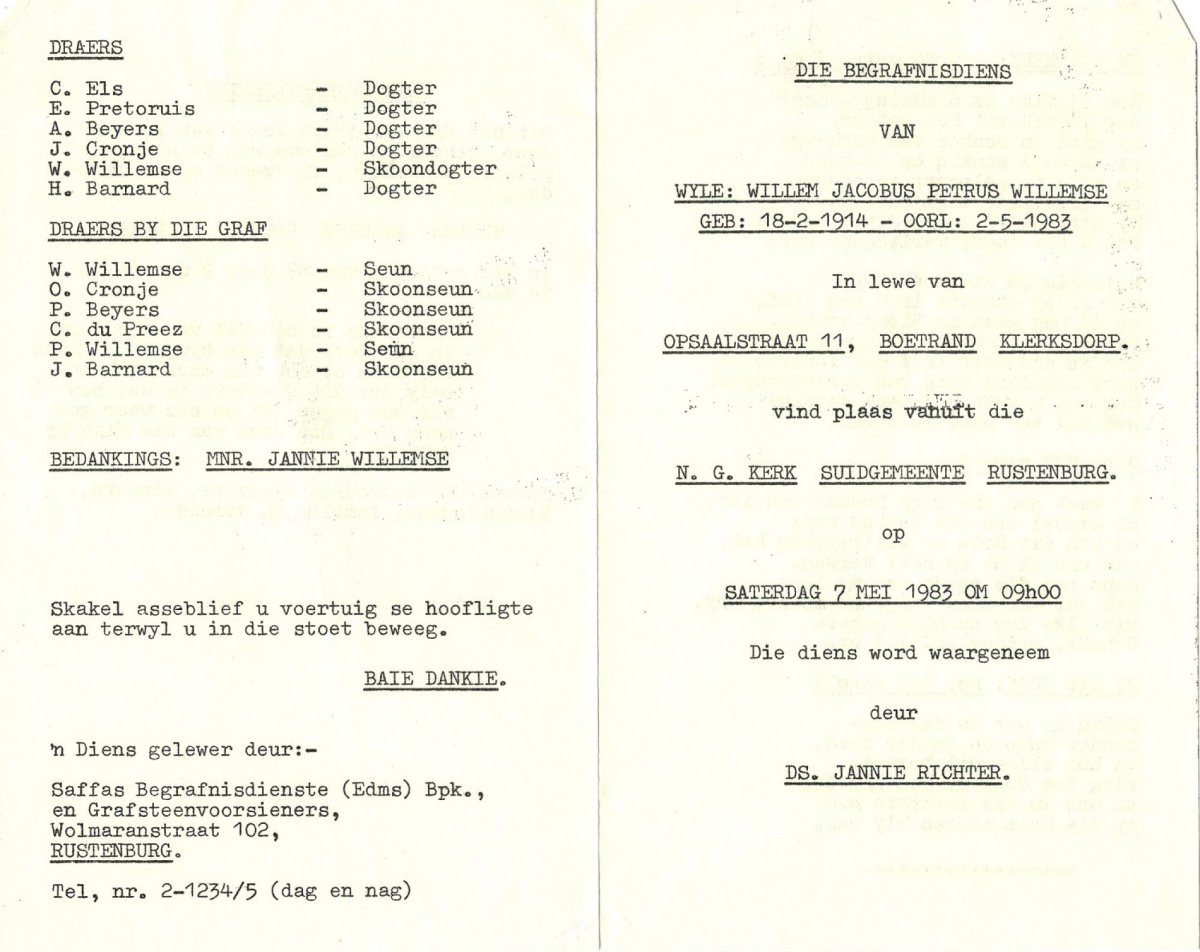 DRAERS
C. Els - Dogter
E. Pretoruis - Dogter
A. Beyers - Dogter
J. Cronje - Dogter
W. Willemse - Skoondogter
H. Barnard - Dogter
DRAERS BY DIE GRAF
W. Willemse - Seun
O. Cronje - Skoonseun
P. Beyers - Skoonseun
C. du Preez - Skoonseun
P. Willemse - Seun
J. Barnard - Skoonseun
BEDANKINGS: MNR. JANNIE WILLEMSE
Skakel asseblief u voertuig se hoofligte
aan terwyl u in die stoet beweeg.
BAIE DANKIE.
'n Diens gelewer deur:-
Saffas Begrafnisdienste (Edms) Bpk.,
en Grafsteenvoorsieners,
Wolmaranstraat 102,
RUSTENBURG.
Tel, nr. 2-1234/5 (dag en nag)
DIE BEGRAFNISDIENS
VAN
WYLE: WILLEM JACOBUS PETRUS WILLEMSE
GEB: 18-2-1914 - OORL: 2-5-1983
In lewe van
OPSAALSTRAAT 11, BOETRAND KLERKSDORP.
vind plaas vanuit die
N. G. KERK SUIDGEMEENTE RUSTENBURG.
op
SATERDAG 7 MEI 1983 OM 09h00
Die diens word waargeneem
deur
DS. JANNIE RICHTER.